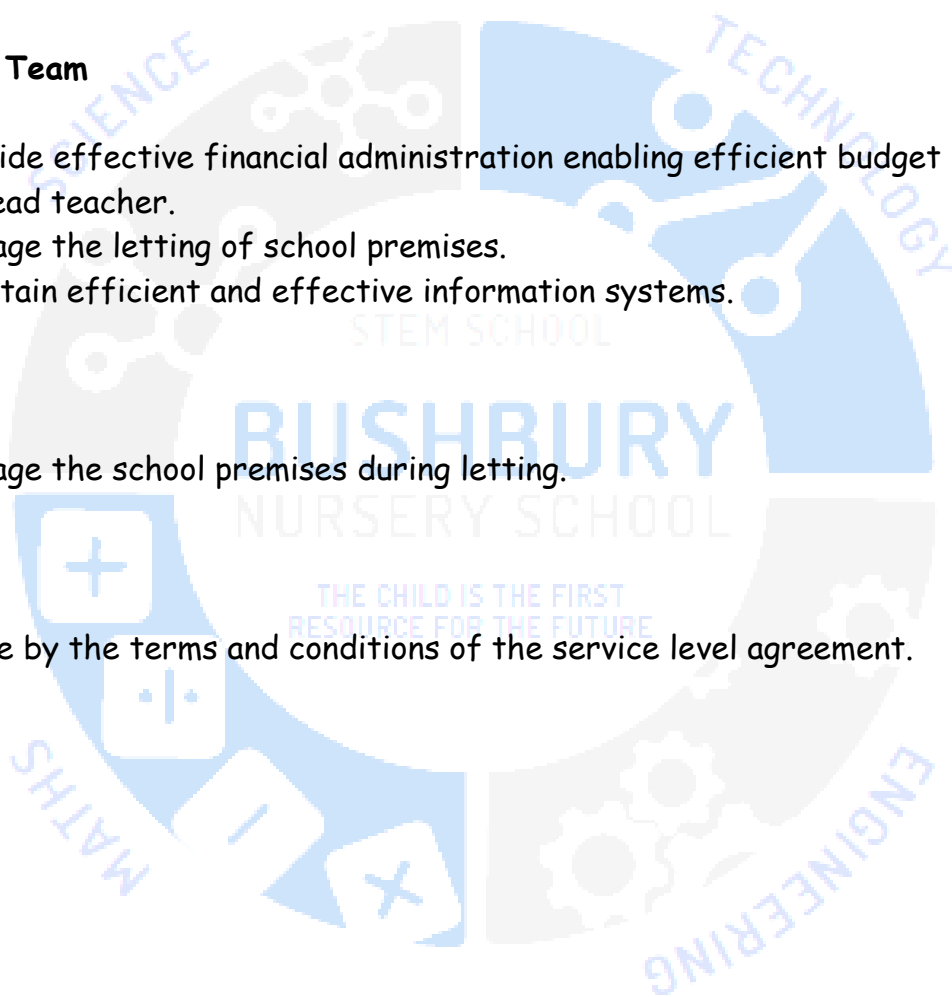 Team
SCIENCE
TECHNOLOGY
ide effective financial administration enabling efficient budget
ead teacher.
age the letting of school premises.
tain efficient and effective information systems.
STEM SCHOOL
BUSHBURY
age the school premises during letting.
NURSERY SCHOOL
THE CHILD IS THE FIRST
RESOURCE FOR THE FUTURE
e by the terms and conditions of the service level agreement.
MATHS
ENGINEERING